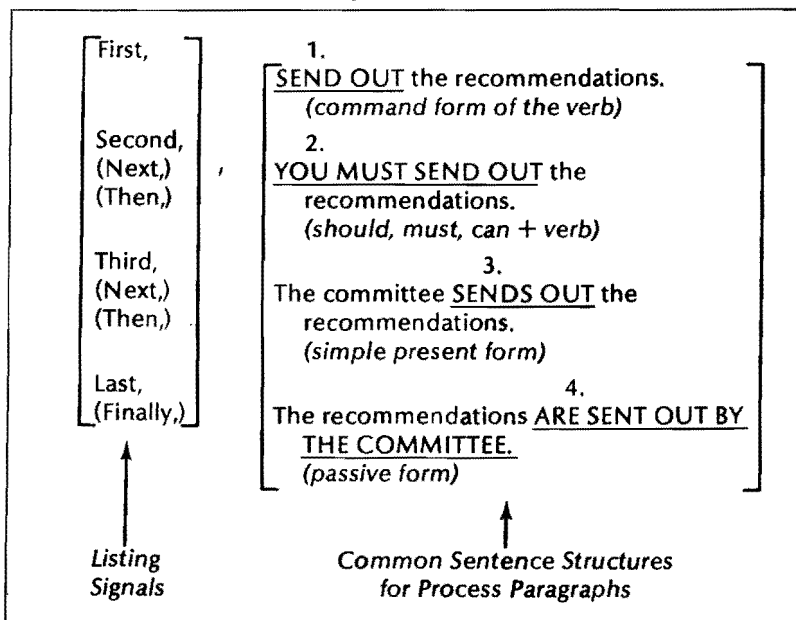 First,
Second,
(Next,)
(Then,)
Third,
(Next,)
(Then,)
Last,
(Finally,)
,
1.
SEND OUT the recommendations.
(command form of the verb)
2.
YOU MUST SEND OUT the
recommendations.
(should, must, can + verb)
3.
The committee SENDS OUT the
recommendations.
(simple present form)
4.
The recommendations ARE SENT OUT BY
THE COMMITTEE.
(passive form)
Listing
Signals
Common Sentence Structures
for Process Paragraphs